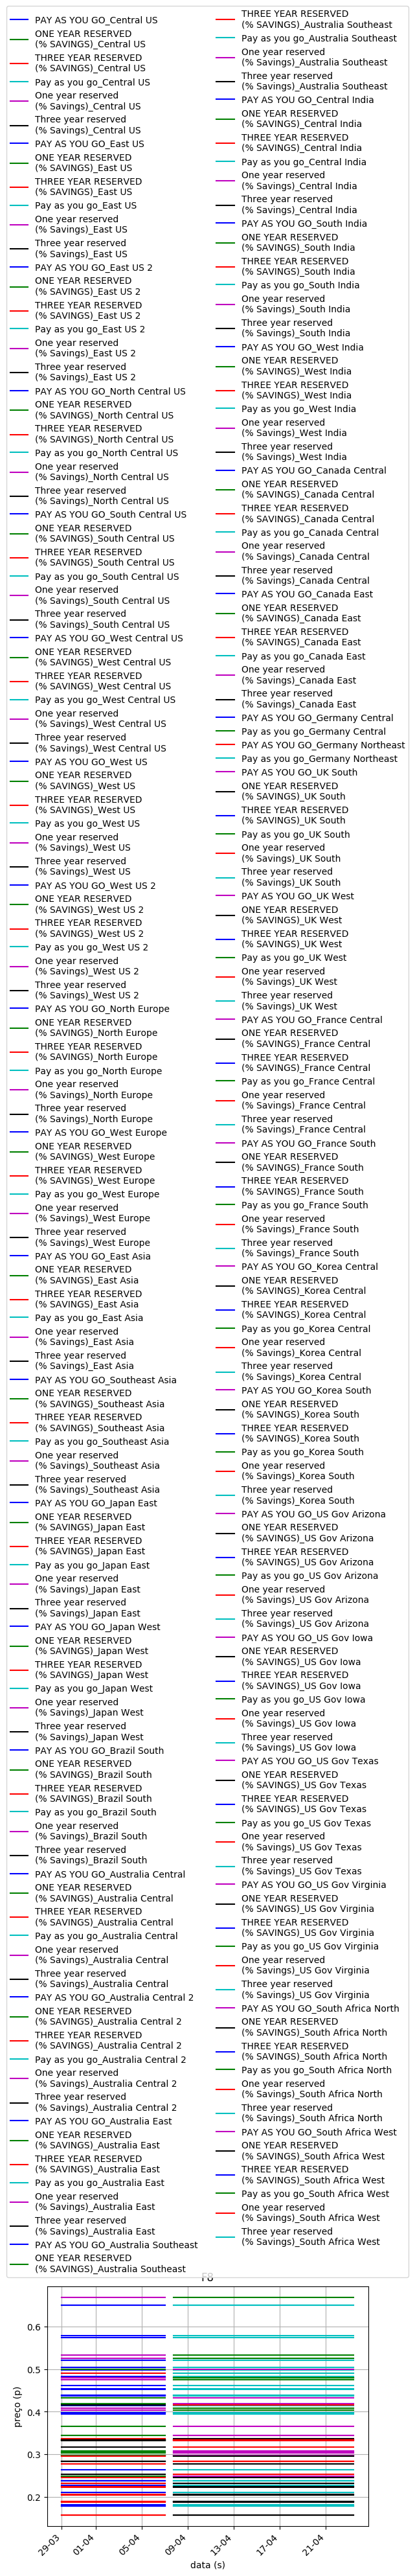 PAY AS YOU GO_Central US
ONE YEAR RESERVED
(% SAVINGS)_Central US
THREE YEAR RESERVED
(% SAVINGS)_Central US
Pay as you go_Central US
One year reserved
(% Savings)_Central US
Three year reserved
(% Savings)_Central US
PAY AS YOU GO_East US
ONE YEAR RESERVED
(% SAVINGS)_East US
THREE YEAR RESERVED
(% SAVINGS)_East US
Pay as you go_East US
One year reserved
(% Savings)_East US
Three year reserved
(% Savings)_East US
PAY AS YOU GO_East US 2
ONE YEAR RESERVED
(% SAVINGS)_East US 2
THREE YEAR RESERVED
(% SAVINGS)_East US 2
Pay as you go_East US 2
One year reserved
(% Savings)_East US 2
Three year reserved
(% Savings)_East US 2
PAY AS YOU GO_North Central US
ONE YEAR RESERVED
(% SAVINGS)_North Central US
THREE YEAR RESERVED
(% SAVINGS)_North Central US
Pay as you go_North Central US
One year reserved
(% Savings)_North Central US
Three year reserved
(% Savings)_North Central US
PAY AS YOU GO_South Central US
ONE YEAR RESERVED
(% SAVINGS)_South Central US
THREE YEAR RESERVED
(% SAVINGS)_South Central US
Pay as you go_South Central US
One year reserved
(% Savings)_South Central US
Three year reserved
(% Savings)_South Central US
PAY AS YOU GO_West Central US
ONE YEAR RESERVED
(% SAVINGS)_West Central US
THREE YEAR RESERVED
(% SAVINGS)_West Central US
Pay as you go_West Central US
One year reserved
(% Savings)_West Central US
Three year reserved
(% Savings)_West Central US
PAY AS YOU GO_West US
ONE YEAR RESERVED
(% SAVINGS)_West US
THREE YEAR RESERVED
(% SAVINGS)_West US
Pay as you go_West US
One year reserved
(% Savings)_West US
Three year reserved
(% Savings)_West US
PAY AS YOU GO_West US 2
ONE YEAR RESERVED
(% SAVINGS)_West US 2
THREE YEAR RESERVED
(% SAVINGS)_West US 2
Pay as you go_West US 2
One year reserved
(% Savings)_West US 2
Three year reserved
(% Savings)_West US 2
PAY AS YOU GO_North Europe
ONE YEAR RESERVED
(% SAVINGS)_North Europe
THREE YEAR RESERVED
(% SAVINGS)_North Europe
Pay as you go_North Europe
One year reserved
(% Savings)_North Europe
Three year reserved
(% Savings)_North Europe
PAY AS YOU GO_West Europe
ONE YEAR RESERVED
(% SAVINGS)_West Europe
THREE YEAR RESERVED
(% SAVINGS)_West Europe
Pay as you go_West Europe
One year reserved
(% Savings)_West Europe
Three year reserved
(% Savings)_West Europe
PAY AS YOU GO_East Asia
ONE YEAR RESERVED
(% SAVINGS)_East Asia
THREE YEAR RESERVED
(% SAVINGS)_East Asia
Pay as you go_East Asia
One year reserved
(% Savings)_East Asia
Three year reserved
(% Savings)_East Asia
PAY AS YOU GO_Southeast Asia
ONE YEAR RESERVED
(% SAVINGS)_Southeast Asia
THREE YEAR RESERVED
(% SAVINGS)_Southeast Asia
Pay as you go_Southeast Asia
One year reserved
(% Savings)_Southeast Asia
Three year reserved
(% Savings)_Southeast Asia
PAY AS YOU GO_Japan East
ONE YEAR RESERVED
(% SAVINGS)_Japan East
THREE YEAR RESERVED
(% SAVINGS)_Japan East
Pay as you go_Japan East
One year reserved
(% Savings)_Japan East
Three year reserved
(% Savings)_Japan East
PAY AS YOU GO_Japan West
ONE YEAR RESERVED
(% SAVINGS)_Japan West
THREE YEAR RESERVED
(% SAVINGS)_Japan West
Pay as you go_Japan West
One year reserved
(% Savings)_Japan West
Three year reserved
(% Savings)_Japan West
PAY AS YOU GO_Brazil South
ONE YEAR RESERVED
(% SAVINGS)_Brazil South
THREE YEAR RESERVED
(% SAVINGS)_Brazil South
Pay as you go_Brazil South
One year reserved
(% Savings)_Brazil South
Three year reserved
(% Savings)_Brazil South
PAY AS YOU GO_Australia Central
ONE YEAR RESERVED
(% SAVINGS)_Australia Central
THREE YEAR RESERVED
(% SAVINGS)_Australia Central
Pay as you go_Australia Central
One year reserved
(% Savings)_Australia Central
Three year reserved
(% Savings)_Australia Central
PAY AS YOU GO_Australia Central 2
ONE YEAR RESERVED
(% SAVINGS)_Australia Central 2
THREE YEAR RESERVED
(% SAVINGS)_Australia Central 2
Pay as you go_Australia Central 2
One year reserved
(% Savings)_Australia Central 2
Three year reserved
(% Savings)_Australia Central 2
PAY AS YOU GO_Australia East
ONE YEAR RESERVED
(% SAVINGS)_Australia East
THREE YEAR RESERVED
(% SAVINGS)_Australia East
Pay as you go_Australia East
One year reserved
(% Savings)_Australia East
Three year reserved
(% Savings)_Australia East
PAY AS YOU GO_Australia Southeast
ONE YEAR RESERVED
(% SAVINGS)_Australia Southeast
THREE YEAR RESERVED
(% SAVINGS)_Australia Southeast
Pay as you go_Australia Southeast
One year reserved
(% Savings)_Australia Southeast
Three year reserved
(% Savings)_Australia Southeast
PAY AS YOU GO_Central India
ONE YEAR RESERVED
(% SAVINGS)_Central India
THREE YEAR RESERVED
(% SAVINGS)_Central India
Pay as you go_Central India
One year reserved
(% Savings)_Central India
Three year reserved
(% Savings)_Central India
PAY AS YOU GO_South India
ONE YEAR RESERVED
(% SAVINGS)_South India
THREE YEAR RESERVED
(% SAVINGS)_South India
Pay as you go_South India
One year reserved
(% Savings)_South India
Three year reserved
(% Savings)_South India
PAY AS YOU GO_West India
ONE YEAR RESERVED
(% SAVINGS)_West India
THREE YEAR RESERVED
(% SAVINGS)_West India
Pay as you go_West India
One year reserved
(% Savings)_West India
Three year reserved
(% Savings)_West India
PAY AS YOU GO_Canada Central
ONE YEAR RESERVED
(% SAVINGS)_Canada Central
THREE YEAR RESERVED
(% SAVINGS)_Canada Central
Pay as you go_Canada Central
One year reserved
(% Savings)_Canada Central
Three year reserved
(% Savings)_Canada Central
PAY AS YOU GO_Canada East
ONE YEAR RESERVED
(% SAVINGS)_Canada East
THREE YEAR RESERVED
(% SAVINGS)_Canada East
Pay as you go_Canada East
One year reserved
(% Savings)_Canada East
Three year reserved
(% Savings)_Canada East
PAY AS YOU GO_Germany Central
Pay as you go_Germany Central
PAY AS YOU GO_Germany Northeast
Pay as you go_Germany Northeast
PAY AS YOU GO_UK South
ONE YEAR RESERVED
(% SAVINGS)_UK South
THREE YEAR RESERVED
(% SAVINGS)_UK South
Pay as you go_UK South
One year reserved
(% Savings)_UK South
Three year reserved
(% Savings)_UK South
PAY AS YOU GO_UK West
ONE YEAR RESERVED
(% SAVINGS)_UK West
THREE YEAR RESERVED
(% SAVINGS)_UK West
Pay as you go_UK West
One year reserved
(% Savings)_UK West
Three year reserved
(% Savings)_UK West
PAY AS YOU GO_France Central
ONE YEAR RESERVED
(% SAVINGS)_France Central
THREE YEAR RESERVED
(% SAVINGS)_France Central
Pay as you go_France Central
One year reserved
(% Savings)_France Central
Three year reserved
(% Savings)_France Central
PAY AS YOU GO_France South
ONE YEAR RESERVED
(% SAVINGS)_France South
THREE YEAR RESERVED
(% SAVINGS)_France South
Pay as you go_France South
One year reserved
(% Savings)_France South
Three year reserved
(% Savings)_France South
PAY AS YOU GO_Korea Central
ONE YEAR RESERVED
(% SAVINGS)_Korea Central
THREE YEAR RESERVED
(% SAVINGS)_Korea Central
Pay as you go_Korea Central
One year reserved
(% Savings)_Korea Central
Three year reserved
(% Savings)_Korea Central
PAY AS YOU GO_Korea South
ONE YEAR RESERVED
(% SAVINGS)_Korea South
THREE YEAR RESERVED
(% SAVINGS)_Korea South
Pay as you go_Korea South
One year reserved
(% Savings)_Korea South
Three year reserved
(% Savings)_Korea South
PAY AS YOU GO_US Gov Arizona
ONE YEAR RESERVED
(% SAVINGS)_US Gov Arizona
THREE YEAR RESERVED
(% SAVINGS)_US Gov Arizona
Pay as you go_US Gov Arizona
One year reserved
(% Savings)_US Gov Arizona
Three year reserved
(% Savings)_US Gov Arizona
PAY AS YOU GO_US Gov Iowa
ONE YEAR RESERVED
(% SAVINGS)_US Gov Iowa
THREE YEAR RESERVED
(% SAVINGS)_US Gov Iowa
Pay as you go_US Gov Iowa
One year reserved
(% Savings)_US Gov Iowa
Three year reserved
(% Savings)_US Gov Iowa
PAY AS YOU GO_US Gov Texas
ONE YEAR RESERVED
(% SAVINGS)_US Gov Texas
THREE YEAR RESERVED
(% SAVINGS)_US Gov Texas
Pay as you go_US Gov Texas
One year reserved
(% Savings)_US Gov Texas
Three year reserved
(% Savings)_US Gov Texas
PAY AS YOU GO_US Gov Virginia
ONE YEAR RESERVED
(% SAVINGS)_US Gov Virginia
THREE YEAR RESERVED
(% SAVINGS)_US Gov Virginia
Pay as you go_US Gov Virginia
One year reserved
(% Savings)_US Gov Virginia
Three year reserved
(% Savings)_US Gov Virginia
PAY AS YOU GO_South Africa North
ONE YEAR RESERVED
(% SAVINGS)_South Africa North
THREE YEAR RESERVED
(% SAVINGS)_South Africa North
Pay as you go_South Africa North
One year reserved
(% Savings)_South Africa North
Three year reserved
(% Savings)_South Africa North
PAY AS YOU GO_South Africa West
ONE YEAR RESERVED
(% SAVINGS)_South Africa West
THREE YEAR RESERVED
(% SAVINGS)_South Africa West
Pay as you go_South Africa West
One year reserved
(% Savings)_South Africa West
Three year reserved
(% Savings)_South Africa West
F8
0.6
0.5
0.4
0.3
0.2
preço (p)
29-03
01-04
05-04
09-04
13-04
17-04
21-04
data (s)